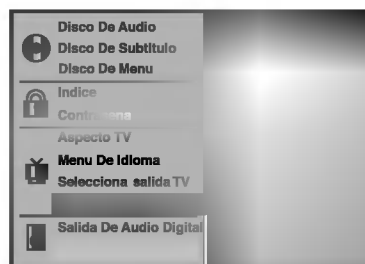 Disco De Audio
Disco De Subtitulo
Disco De Menu
Indice
Contrasena
Aspecto TV
Menu De Idioma
Selecciona salida TV
Salida De Audio Digital